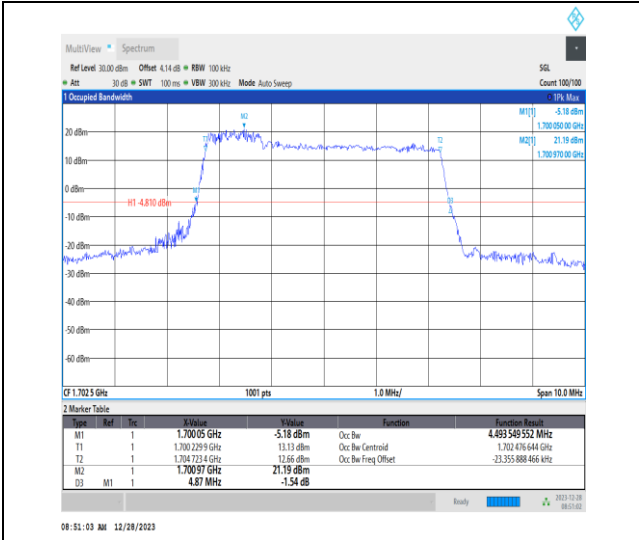 MultiView Spectrum
Ref Level 30.00 dBm Offset 4.14 dB RBW 100 kHz SGL
Att 30 dB SWT 100 ms VBW 300 kHz Mode Auto Sweep Count 100/100
1 Occupied Bandwidth 1Pk Max
M1[1] -5.18 dBm
1.700 050 00 GHz
M2[1] 21.19 dBm
1.700 970 00 GHz
M2
20 dBm
T1
T2
10 dBm
0 dBm
M1
H1 -4.810 dBm
D3
-10 dBm
-20 dBm
-30 dBm
-40 dBm
-50 dBm
-60 dBm
CF 1.702 5 GHz 1001 pts 1.0 MHz/ Span 10.0 MHz
2 Marker Table
Type Ref Trc X-Value Y-Value Function Function Result
M1 1 1.700 05 GHz -5.18 dBm Occ Bw 4.493 549 552 MHz
T1 1 1.700 229 9 GHz 13.13 dBm Occ Bw Centroid 1.702 476 644 GHz
T2 1 1.704 723 4 GHz 12.66 dBm Occ Bw Freq Offset -23.355 888 466 kHz
M2 1 1.700 97 GHz 21.19 dBm
D3 M1 1 4.87 MHz -1.54 dB
Ready 2023-12-28
08:51:02
08:51:03 AM 12/28/2023